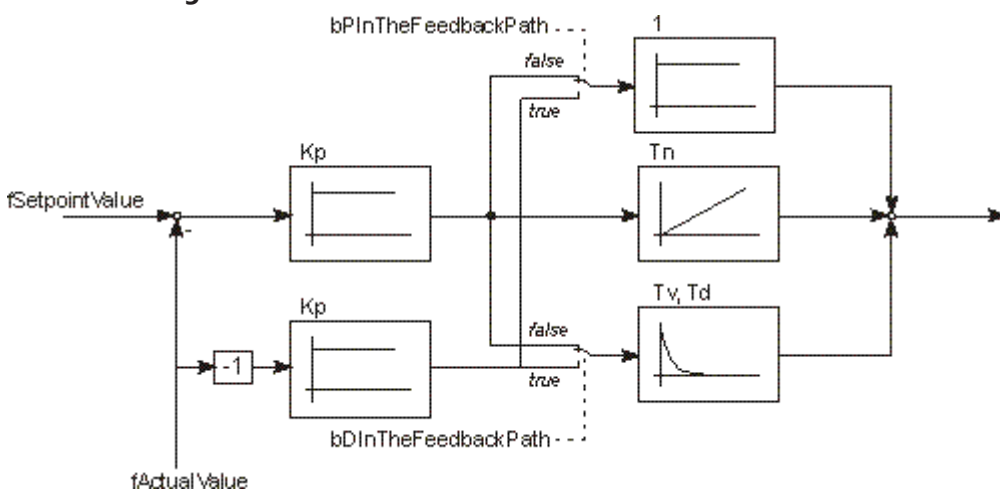 bPInTheFeedbackPath
1
false
true
Kp
Tn
fSetpointValue
-
Kp
Tv, Td
false
-1
true
bDInTheFeedbackPath
fActualValue